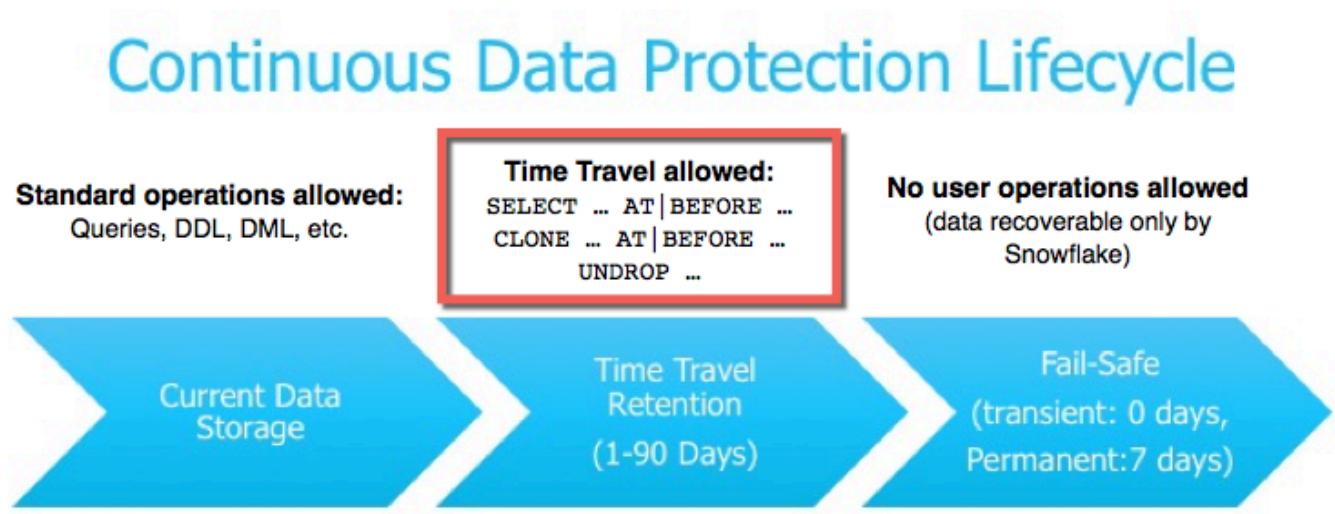 Continuous Data Protection Lifecycle
Standard operations allowed:
Queries, DDL, DML, etc.
Time Travel allowed:
SELECT … AT|BEFORE …
CLONE … AT|BEFORE …
UNDROP …
No user operations allowed
(data recoverable only by
Snowflake)
Current Data
Storage
Time Travel
Retention
(1-90 Days)
Fail-Safe
(transient: 0 days,
Permanent:7 days)